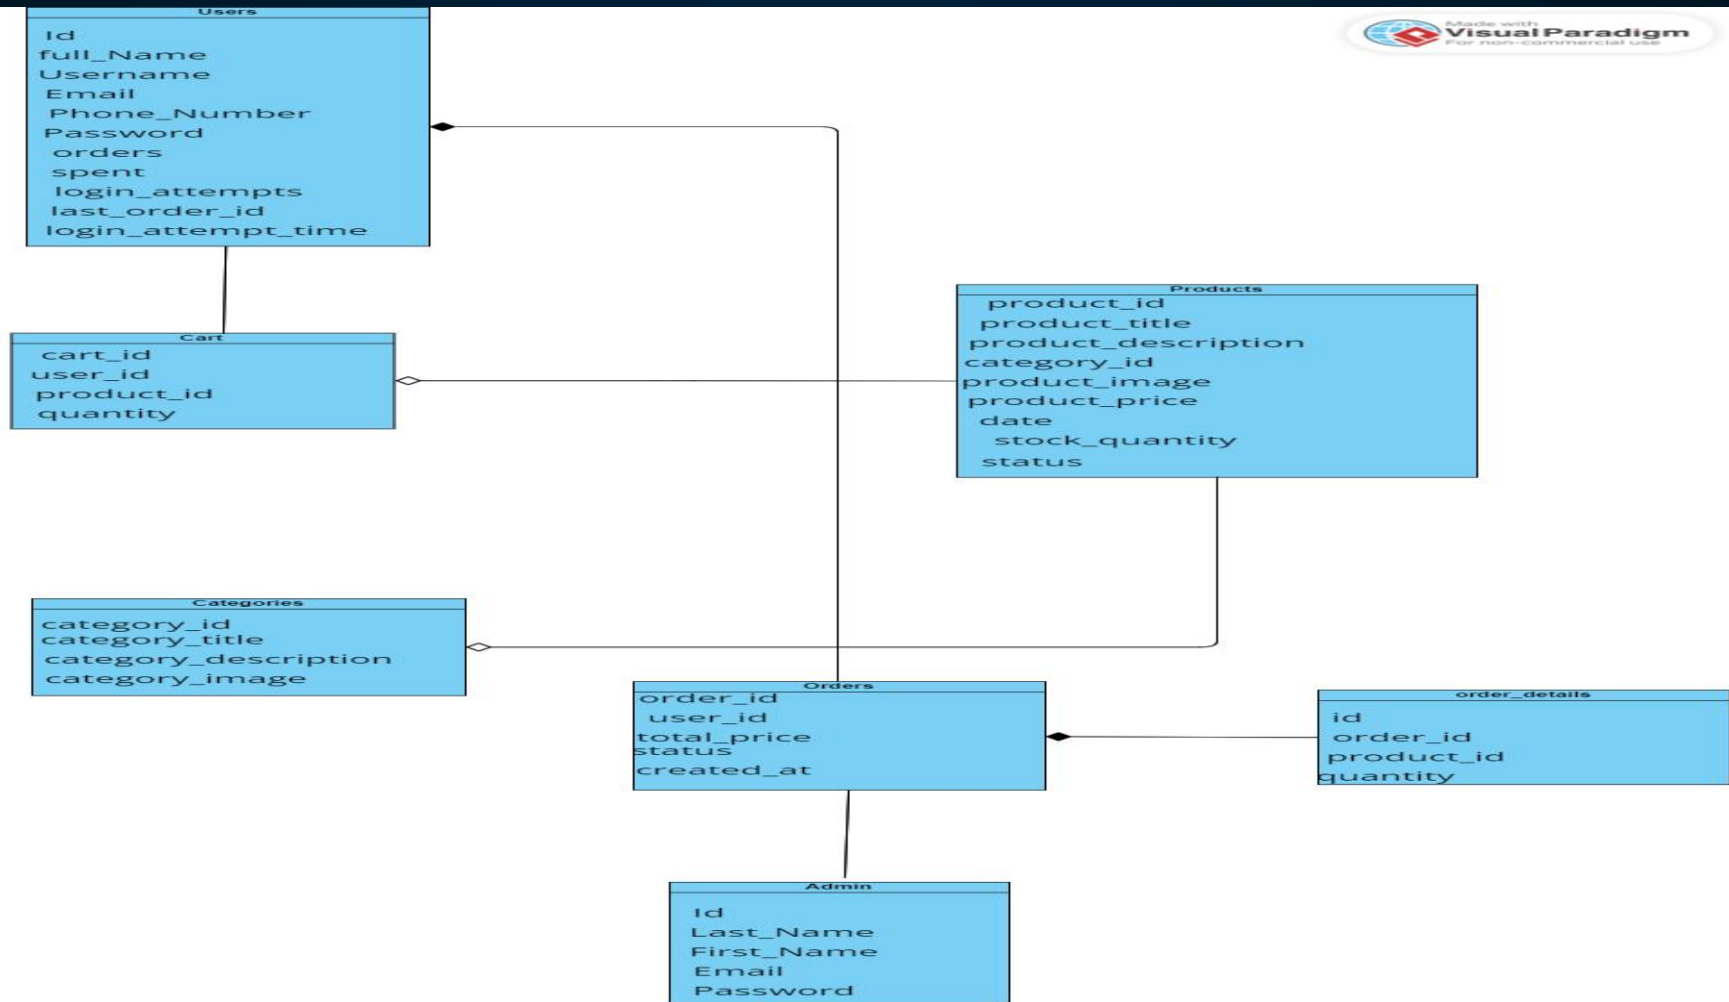 Users
Id
full_Name
Username
Email
Phone_Number
Password
orders
spent
login_attempts
last_order_id
login_attempt_time
Made with
Visual Paradigm
For non-commercial use
Cart
cart_id
user_id
product_id
quantity
Products
product_id
product_title
product_description
category_id
product_image
product_price
date
stock_quantity
status
Categories
category_id
category_title
category_description
category_image
Orders
order_id
user_id
total_price
status
created_at
order_details
id
order_id
product_id
quantity
Admin
Id
Last_Name
First_Name
Email
Password